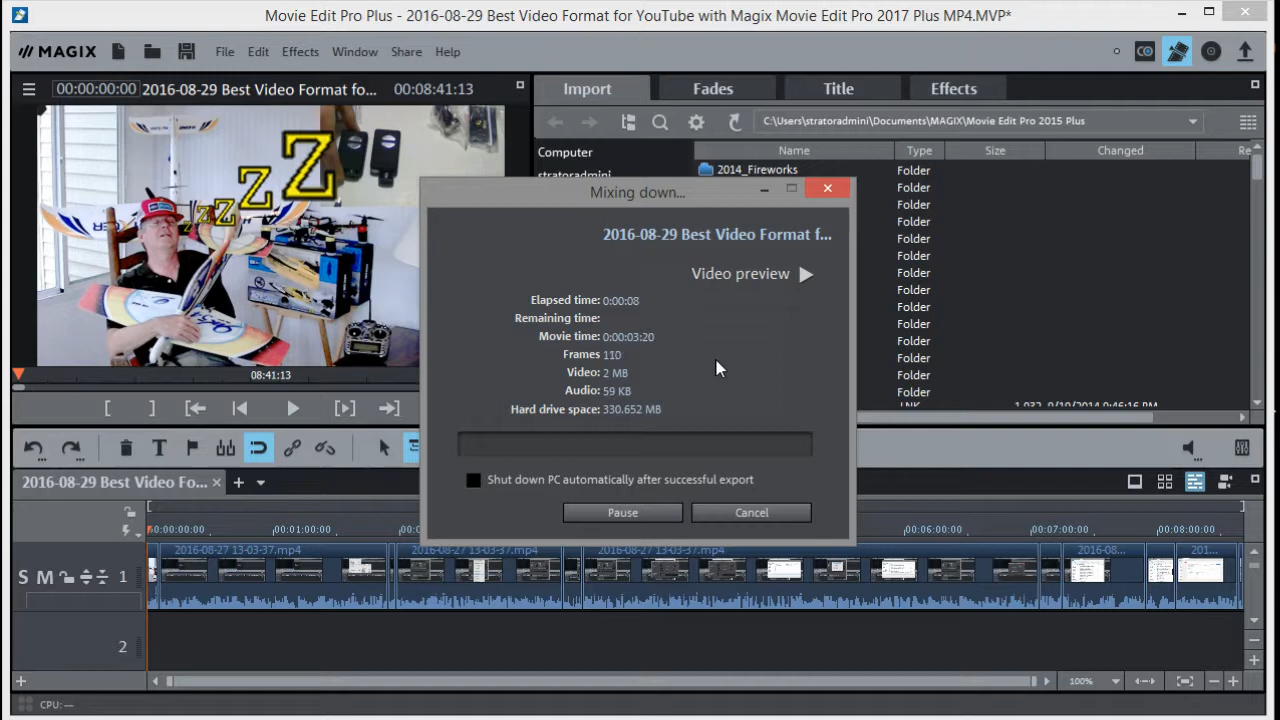 Movie Edit Pro Plus - 2016-08-29 Best Video Format for YouTube with Magix Movie Edit Pro 2017 Plus MP4.MVP*
MAGIX File Edit Effects Window Share Help
00:00:00:00 2016-08-29 Best Video Format fo... 00:08:41:13
Import Fades Title Effects
C:\Users\stratoradmini\Documents\MAGIX\Movie Edit Pro 2015 Plus
Computer
Name Type Size Changed Re
stratoradmini
2014_Fireworks Folder
Folder
Folder
Folder
Folder
Folder
Folder
Folder
Folder
Folder
Folder
Folder
Folder
Folder
z z Z Z Z
Mixing down...
2016-08-29 Best Video Format f...
Video preview
Elapsed time: 0:00:08
Remaining time:
Movie time: 0:00:03:20
Frames 110
Video: 2 MB
Audio: 59 KB
Hard drive space: 330.652 MB
Shut down PC automatically after successful export
Pause Cancel
08:41:13
2016-08-29 Best Video Format Fo... ×
00:00:00:00 00:01:00:00 00:06:00:00 00:07:00:00 00:08:00:00
2016-08-27 13-03-37.mp4 2016-08-27 13-03-37.mp4 2016-08-27 13-03-37.mp4 2016-08... 201...
S M 1
2
100%
CPU: —